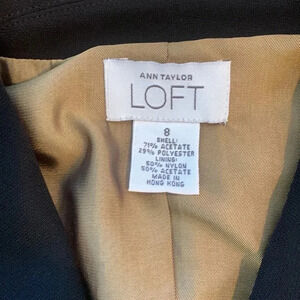 ANN TAYLOR
LOFT
8
SHELL:
71% ACETATE
29% POLYESTER
LINING:
50% NYLON
50% ACETATE
MADE IN
HONG KONG